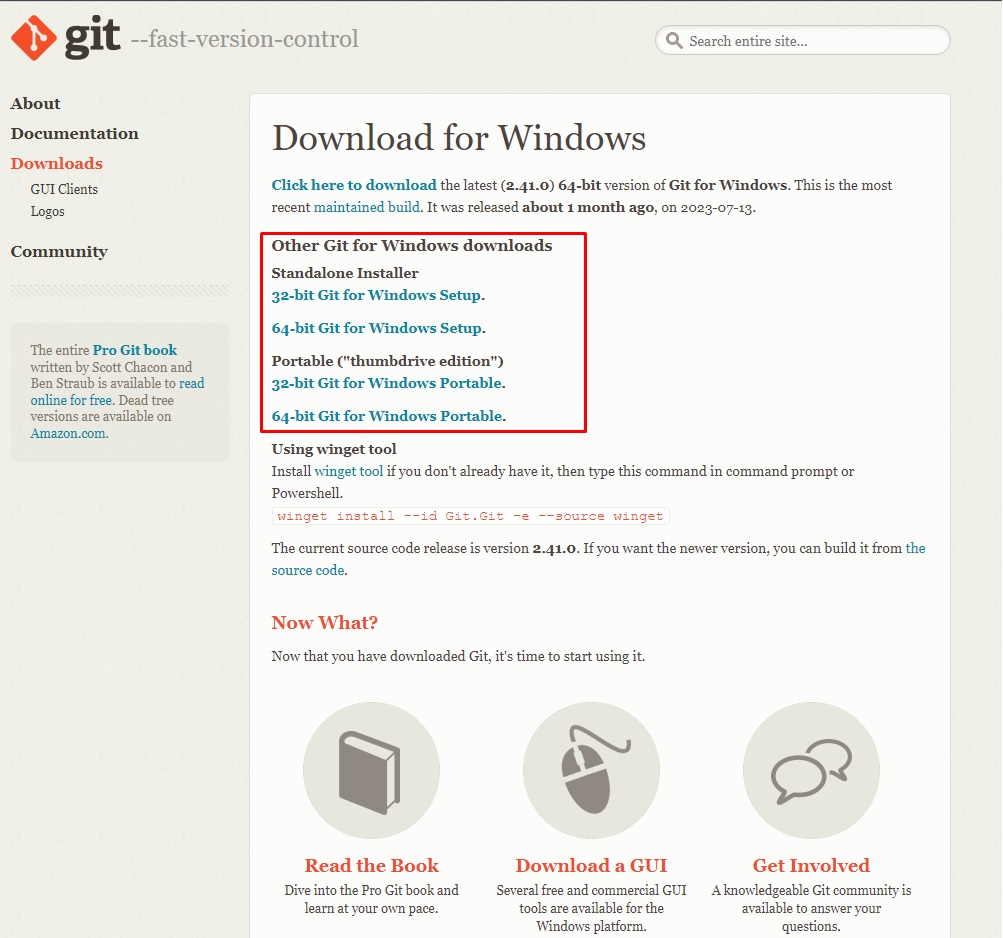 git --fast-version-control
Search entire site...
About
Documentation
Downloads
GUI Clients
Logos
Community
The entire Pro Git book
written by Scott Chacon and
Ben Straub is available to read
online for free. Dead tree
versions are available on
Amazon.com.
Download for Windows
Click here to download the latest (2.41.0) 64-bit version of Git for Windows. This is the most
recent maintained build. It was released about 1 month ago, on 2023-07-13.
Other Git for Windows downloads
Standalone Installer
32-bit Git for Windows Setup.
64-bit Git for Windows Setup.
Portable ("thumbdrive edition")
32-bit Git for Windows Portable.
64-bit Git for Windows Portable.
Using winget tool
Install winget tool if you don't already have it, then type this command in command prompt or
Powershell.
winget install --id Git.Git -e --source winget
The current source code release is version 2.41.0. If you want the newer version, you can build it from the
source code.
Now What?
Now that you have downloaded Git, it's time to start using it.
Read the Book
Dive into the Pro Git book and
learn at your own pace.
Download a GUI
Several free and commercial GUI
tools are available for the
Windows platform.
Get Involved
A knowledgeable Git community is
available to answer your
questions.